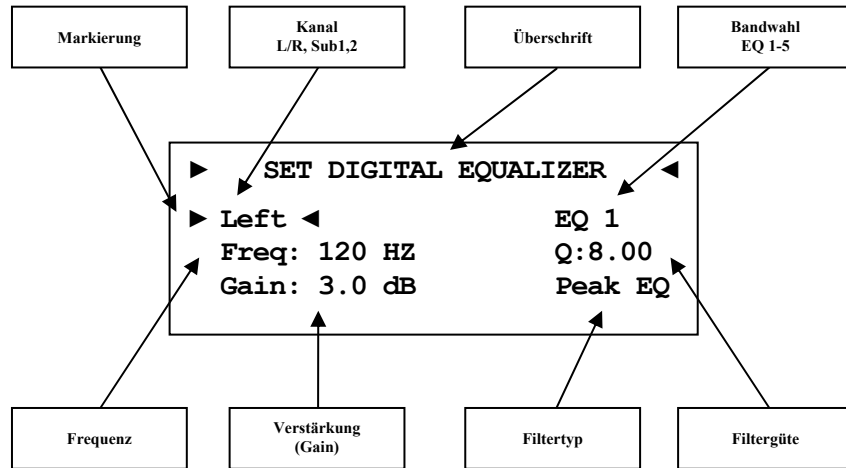 Markierung
Kanal
L/R, Sub1,2
Überschrift
Bandwahl
EQ 1-5
► SET DIGITAL EQUALIZER ◄
► Left ◄ EQ 1
Freq: 120 HZ Q:8.00
Gain: 3.0 dB Peak EQ
Frequenz
Verstärkung
(Gain)
Filtertyp
Filtergüte